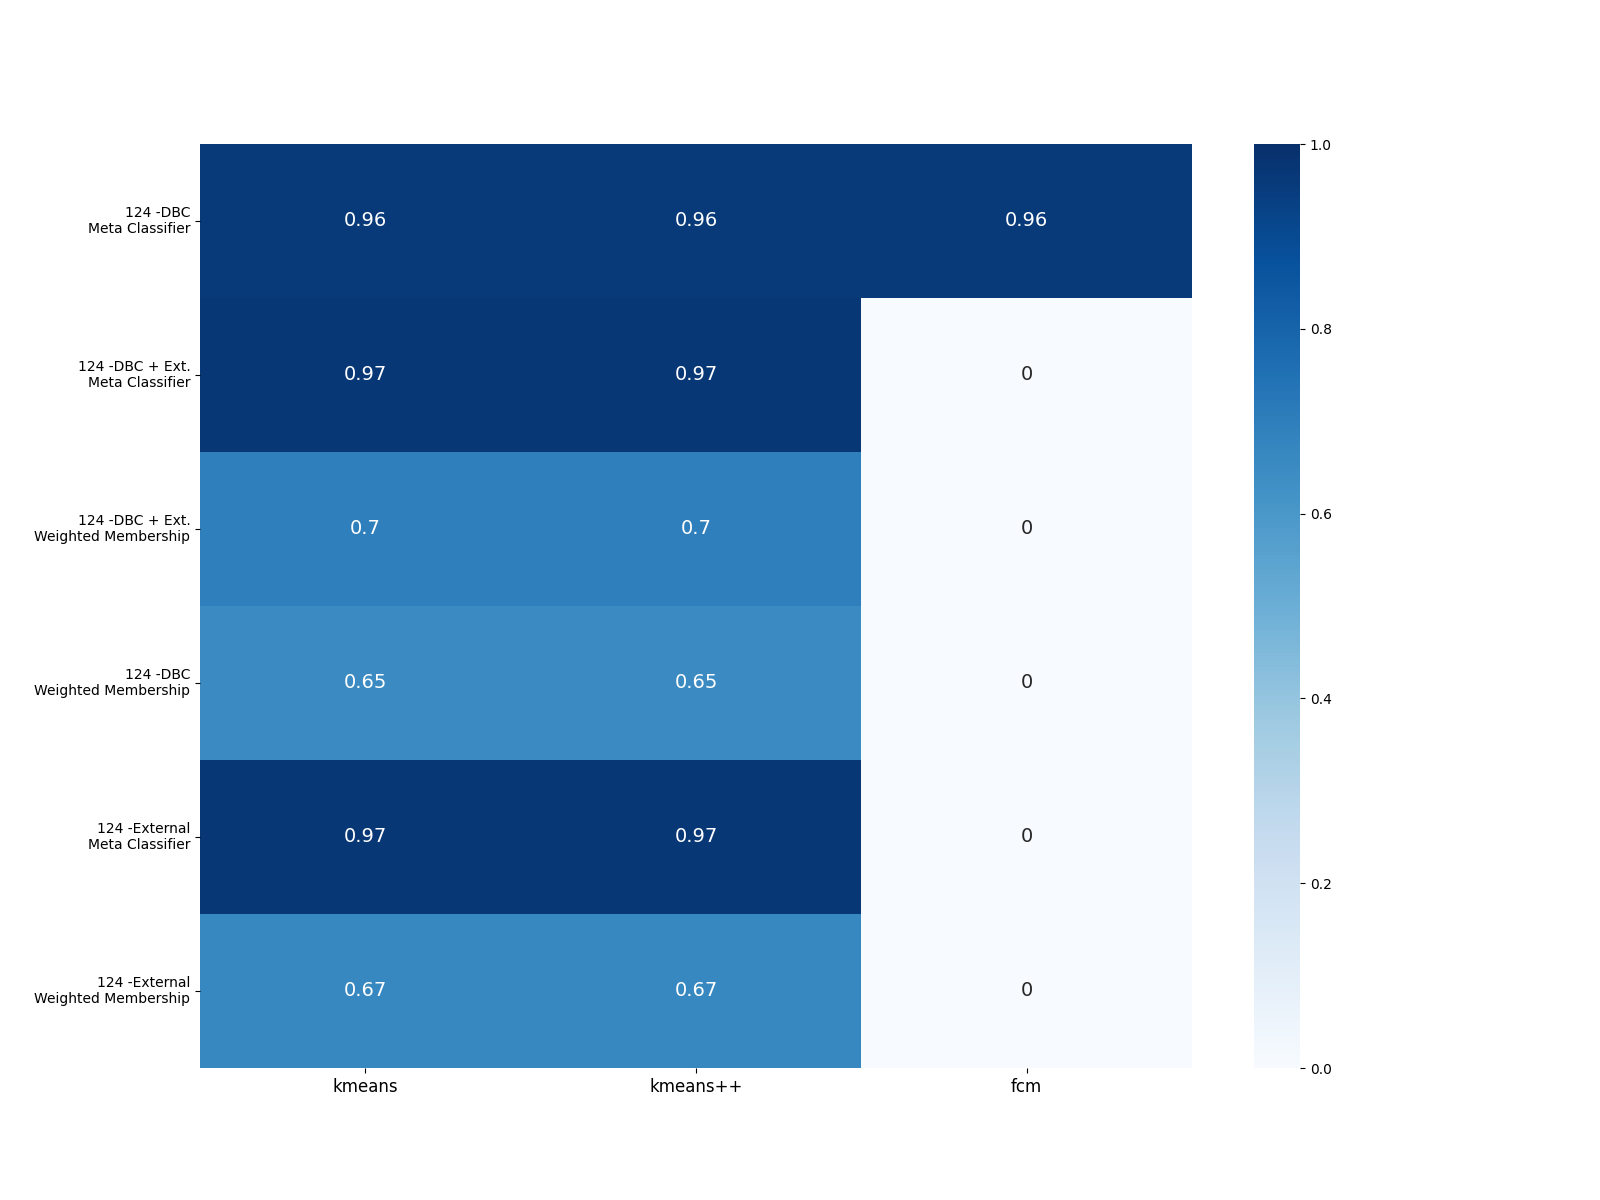 124 -DBC
Meta Classifier
0.96
0.96
0.96
124 -DBC + Ext.
Meta Classifier
0.97
0.97
0
124 -DBC + Ext.
Weighted Membership
0.7
0.7
0
124 -DBC
Weighted Membership
0.65
0.65
0
124 -External
Meta Classifier
0.97
0.97
0
124 -External
Weighted Membership
0.67
0.67
0
kmeans
kmeans++
fcm
1.0
0.8
0.6
0.4
0.2
0.0